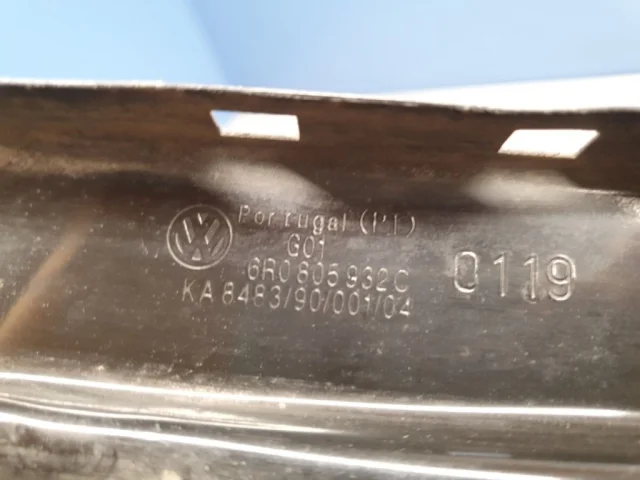 Portugal (PT)
G01
6R0 805 932C
KA 8483/90/001/04
0119